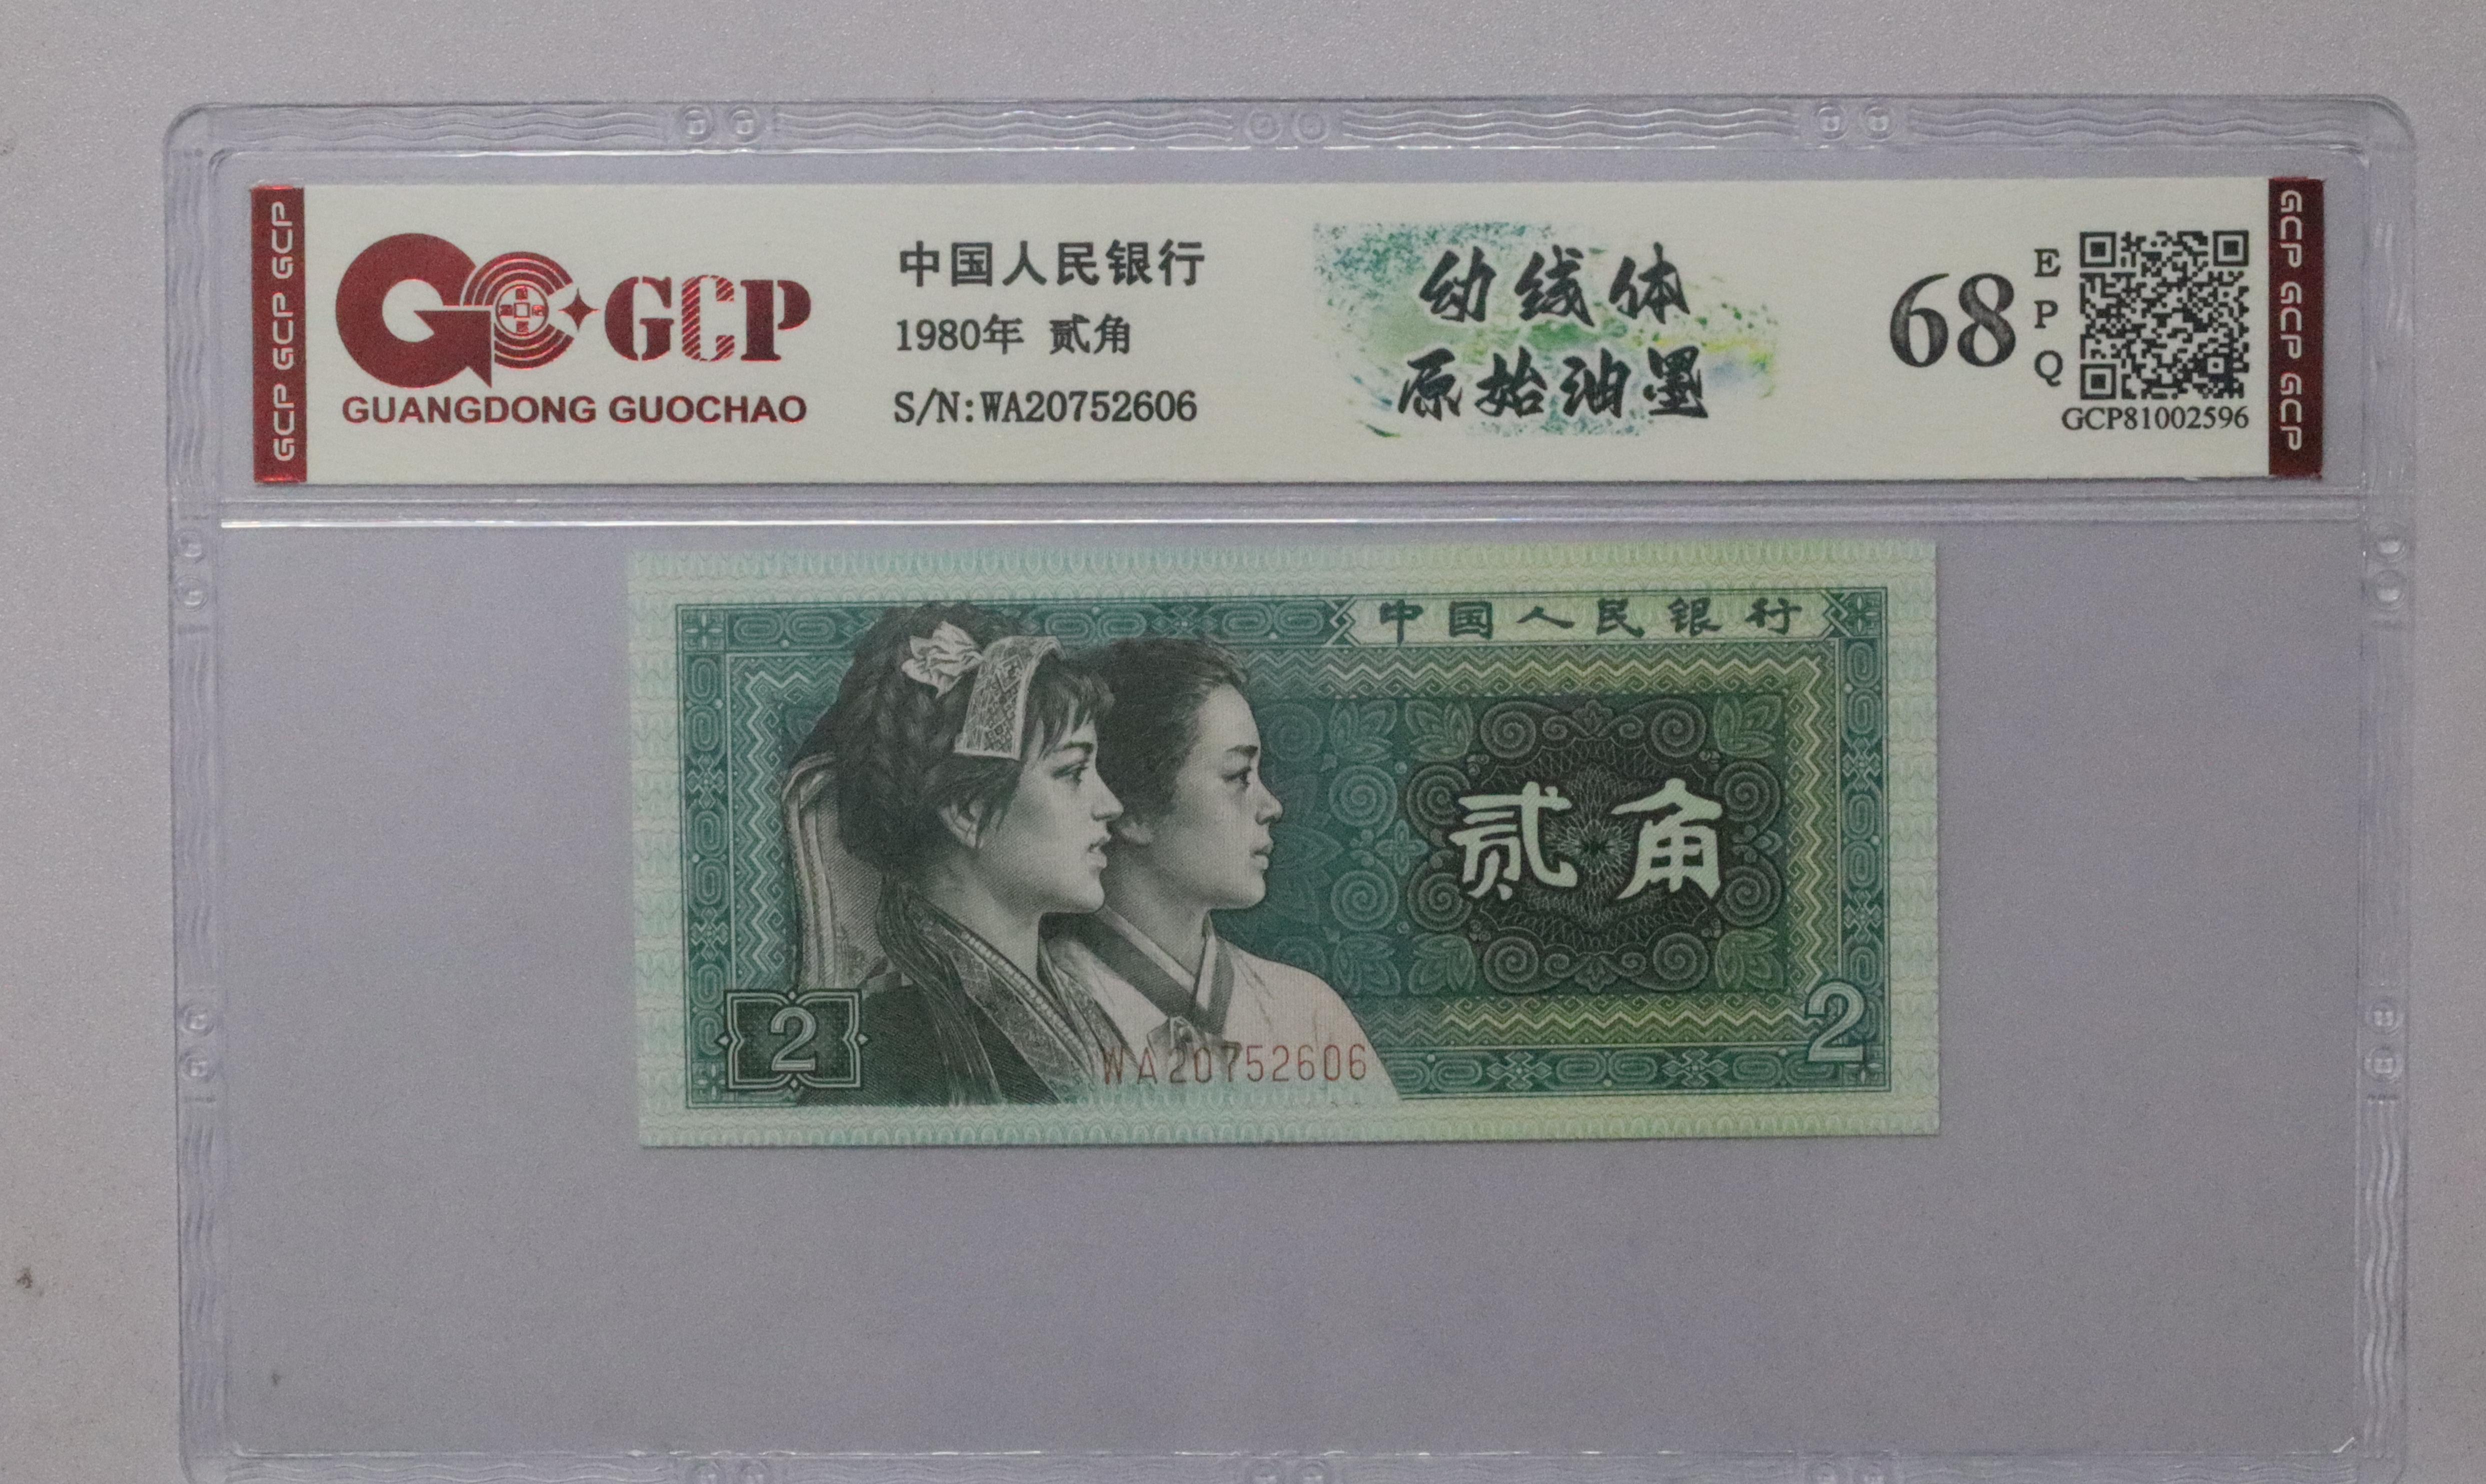 GCP GCP GCP
GCP
GUANGDONG GUOCHAO
中国人民银行
1980年 贰角
S/N:WA20752606
幼线体
原始油墨
68
EPQ
GCP81002596
GCP GCP GCP
中国人民银行
贰角
2
WA20752606
2